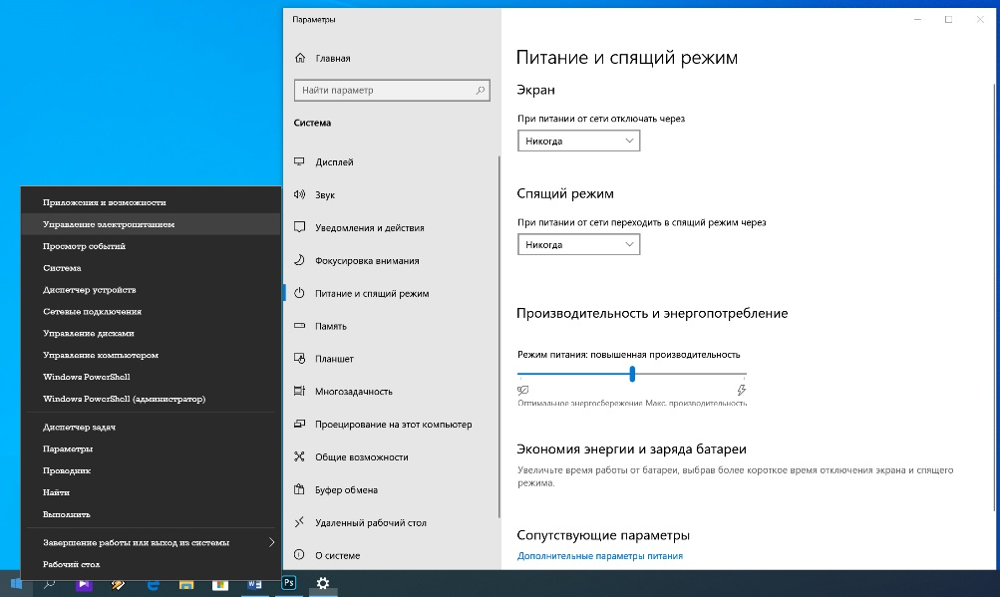 Параметры
Главная
Найти параметр
Система
Дисплей
Звук
Уведомления и действия
Фокусировка внимания
Питание и спящий режим
Память
Планшет
Многозадачность
Проецирование на этот компьютер
Общие возможности
Буфер обмена
Удаленный рабочий стол
О системе
Питание и спящий режим
Экран
При питании от сети отключать через
Никогда
Спящий режим
При питании от сети переходить в спящий режим через
Никогда
Производительность и энергопотребление
Режим питания: повышенная производительность
Оптимальное энергосбережение Макс. производительность
Экономия энергии и заряда батареи
Увеличьте время работы от батареи, выбрав более короткое время отключения экрана и спящего
режима.
Сопутствующие параметры
Дополнительные параметры питания
Приложения и возможности
Управление электропитанием
Просмотр событий
Система
Диспетчер устройств
Сетевые подключения
Управление дисками
Управление компьютером
Windows PowerShell
Windows PowerShell (администратор)
Диспетчер задач
Параметры
Проводник
Найти
Выполнить
Завершение работы или выход из системы
Рабочий стол
Ps